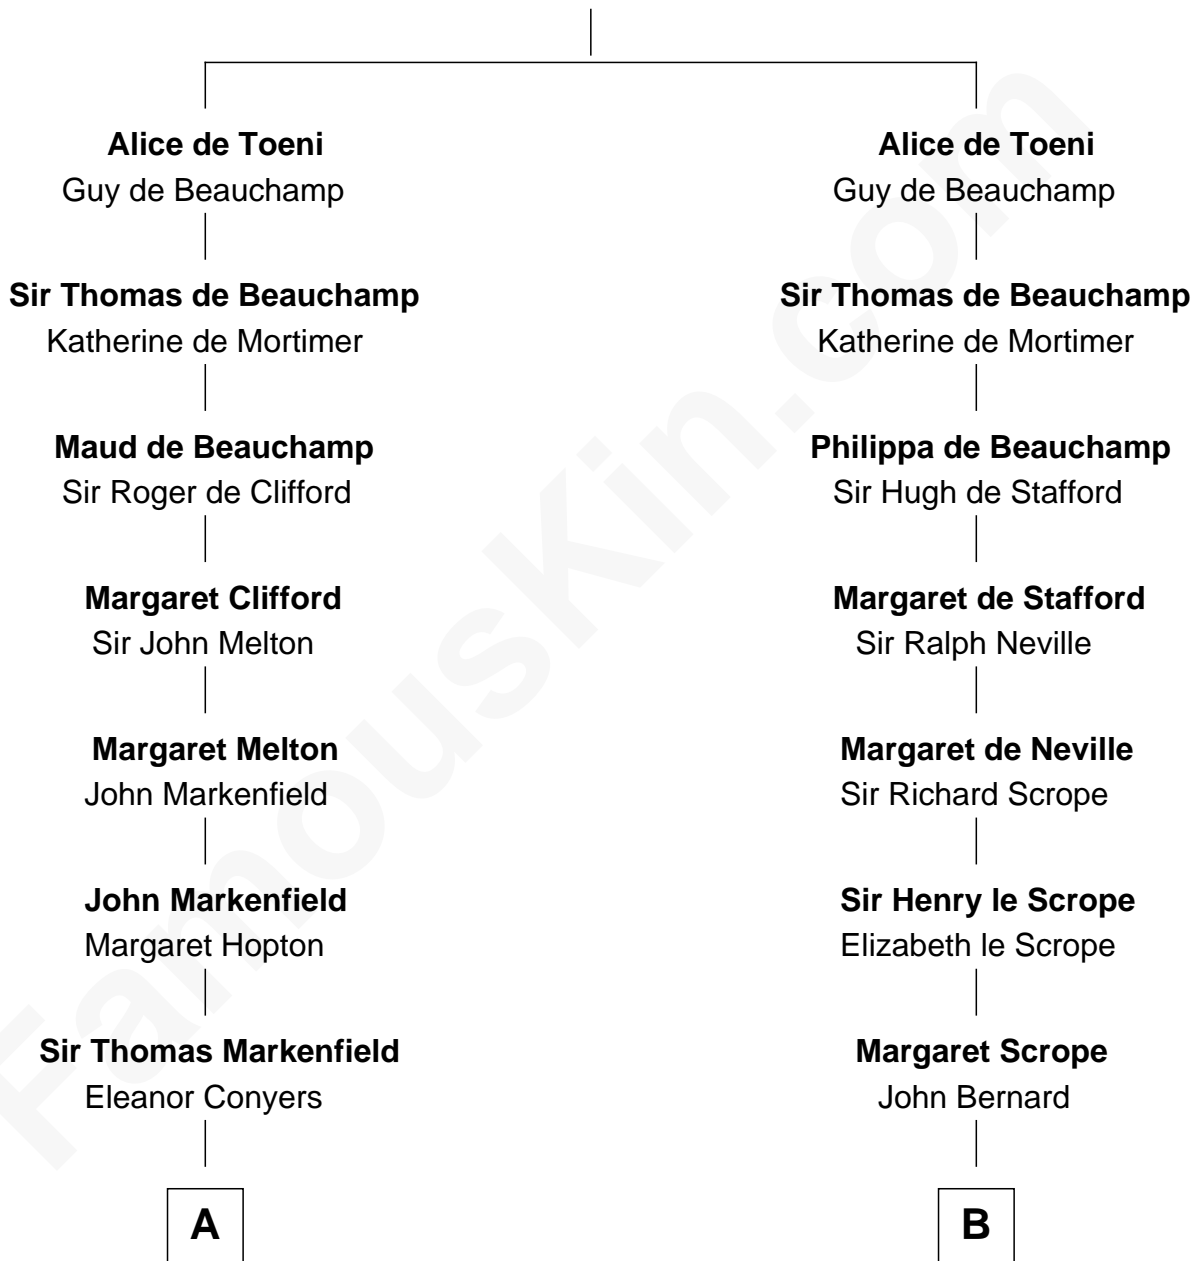 Alice de Toeni
Guy de Beauchamp
Sir Thomas de Beauchamp
Katherine de Mortimer
Maud de Beauchamp
Sir Roger de Clifford
Margaret Clifford
Sir John Melton
Margaret Melton
John Markenfield
John Markenfield
Margaret Hopton
Sir Thomas Markenfield
Eleanor Conyers
A
Alice de Toeni
Guy de Beauchamp
Sir Thomas de Beauchamp
Katherine de Mortimer
Philippa de Beauchamp
Sir Hugh de Stafford
Margaret de Stafford
Sir Ralph Neville
Margaret de Neville
Sir Richard Scrope
Sir Henry le Scrope
Elizabeth le Scrope
Margaret Scrope
John Bernard
B
FamousKin.com